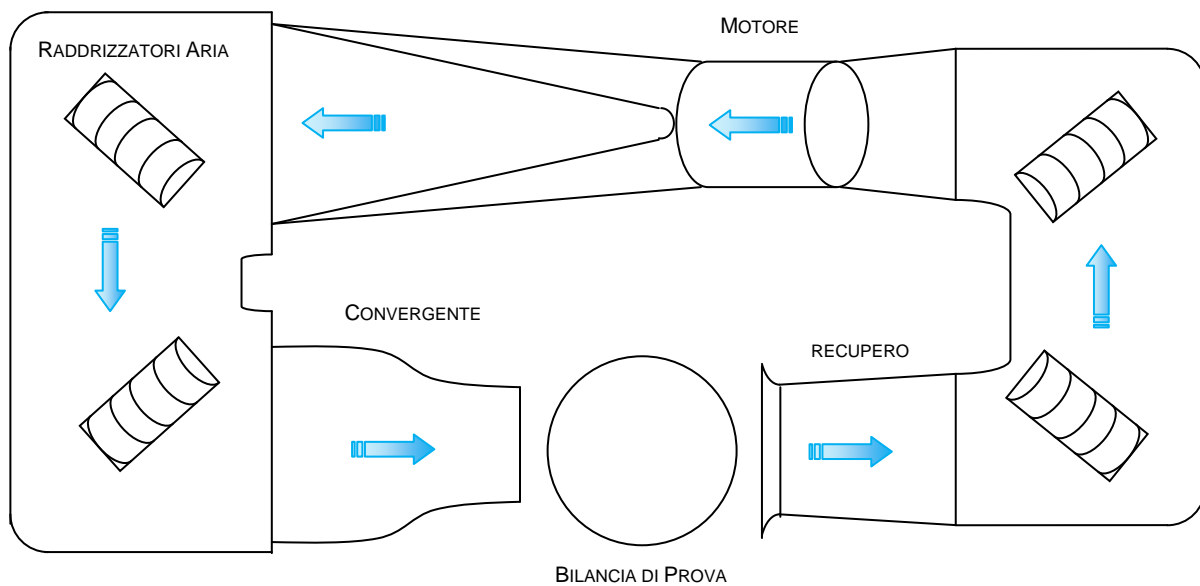 MOTORE
RADDRIZZATORI ARIA
CONVERGENTE
RECUPERO
BILANCIA DI PROVA